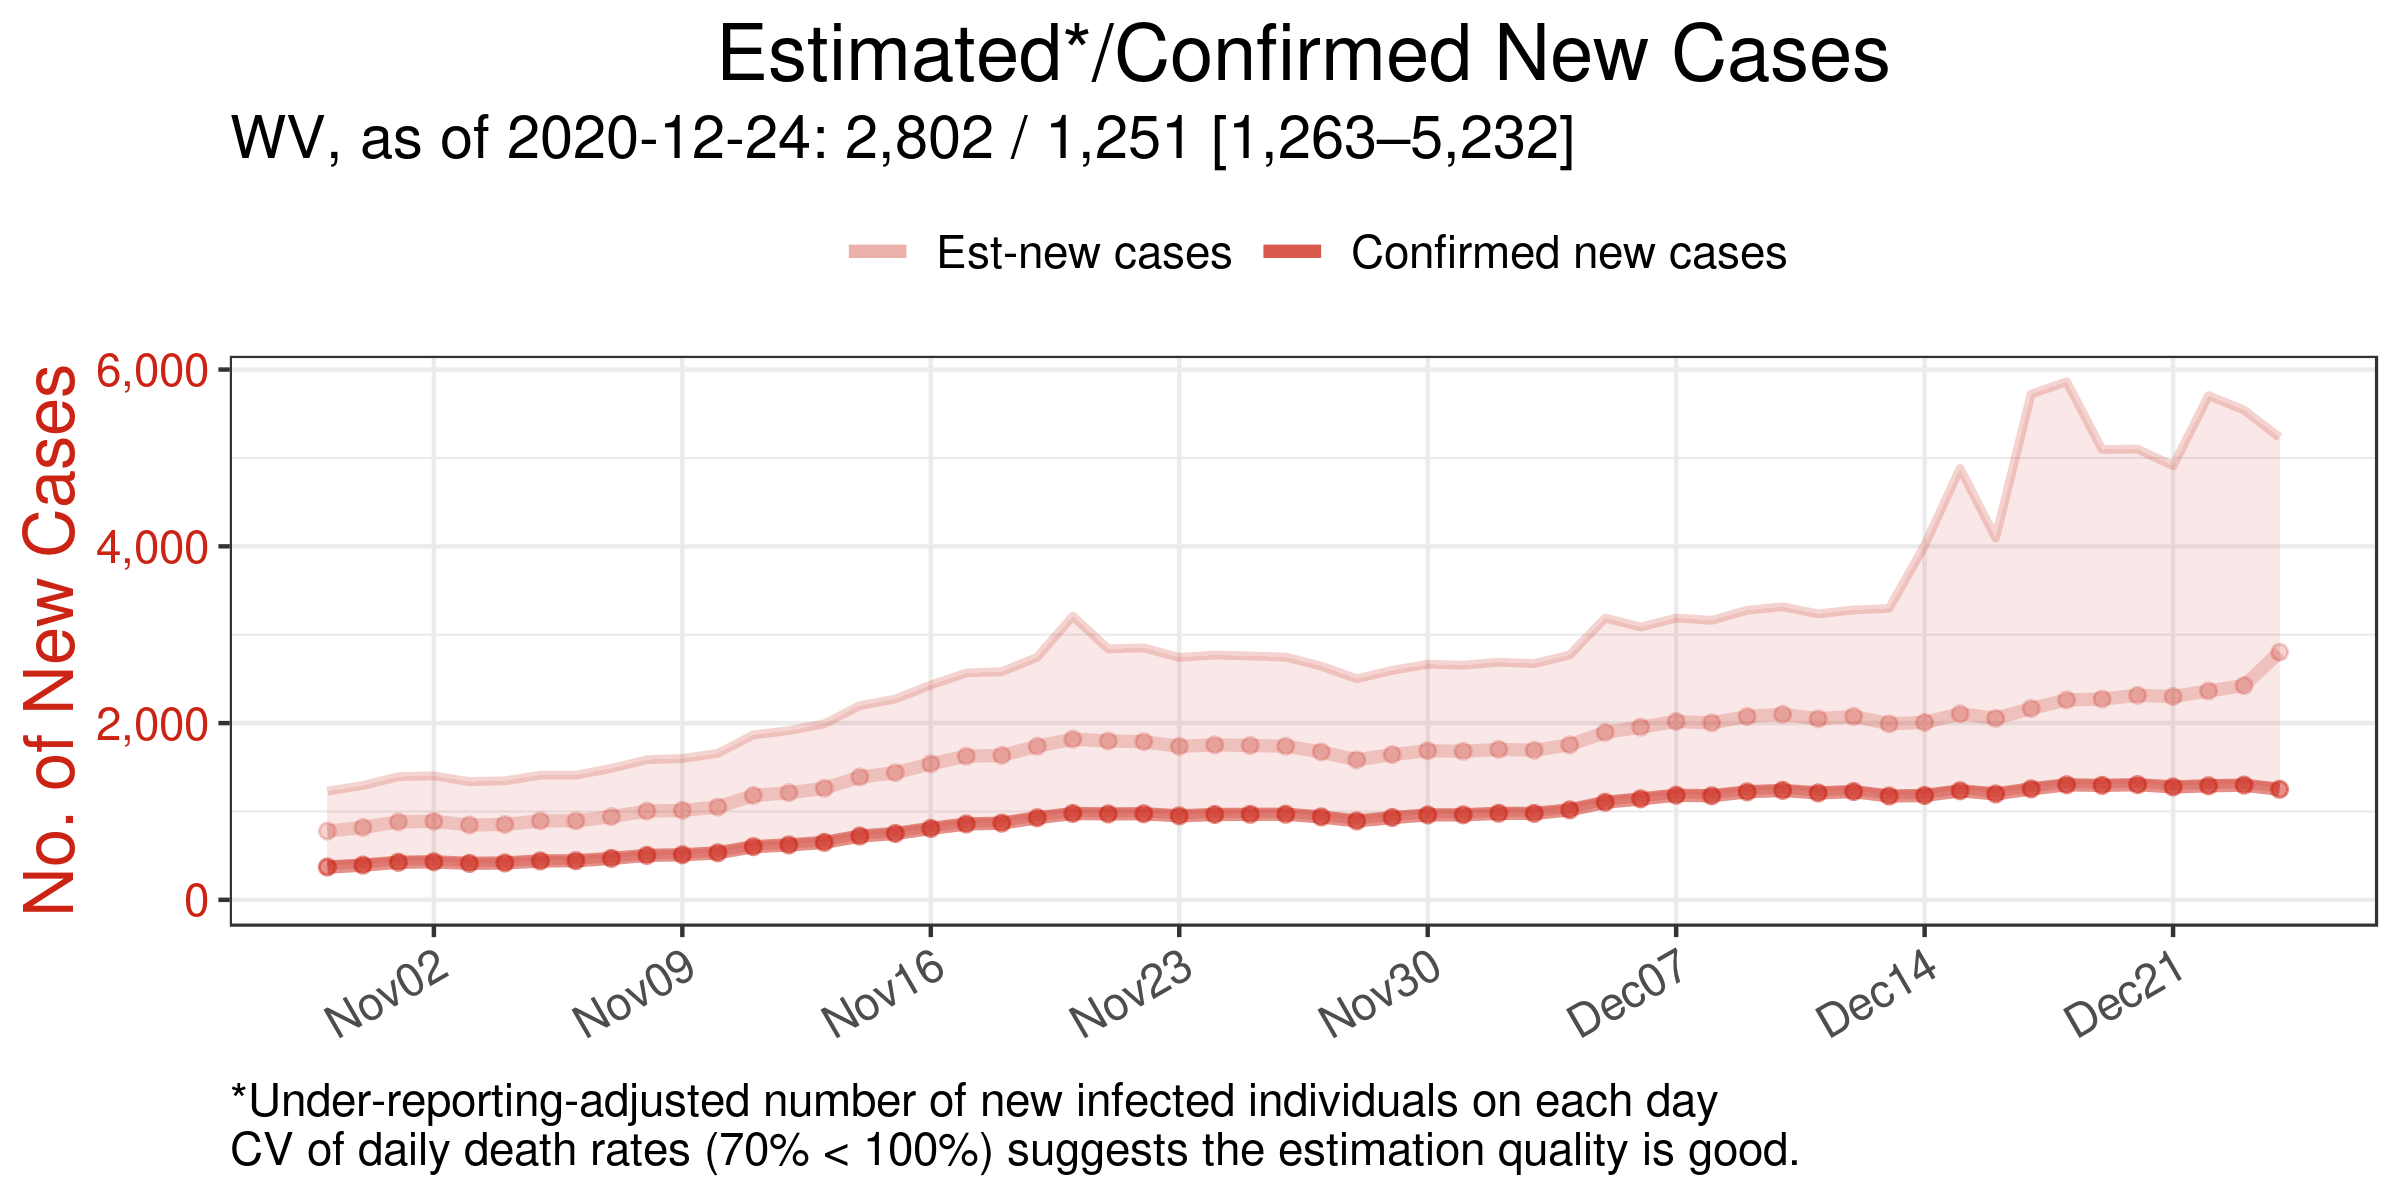 Estimated*/Confirmed New Cases
WV, as of 2020-12-24: 2,802 / 1,251 [1,263–5,232]
Est-new cases
Confirmed new cases
No. of New Cases
6,000
4,000
2,000
0
Nov02
Nov09
Nov16
Nov23
Nov30
Dec07
Dec14
Dec21
*Under-reporting-adjusted number of new infected individuals on each day
CV of daily death rates (70% < 100%) suggests the estimation quality is good.